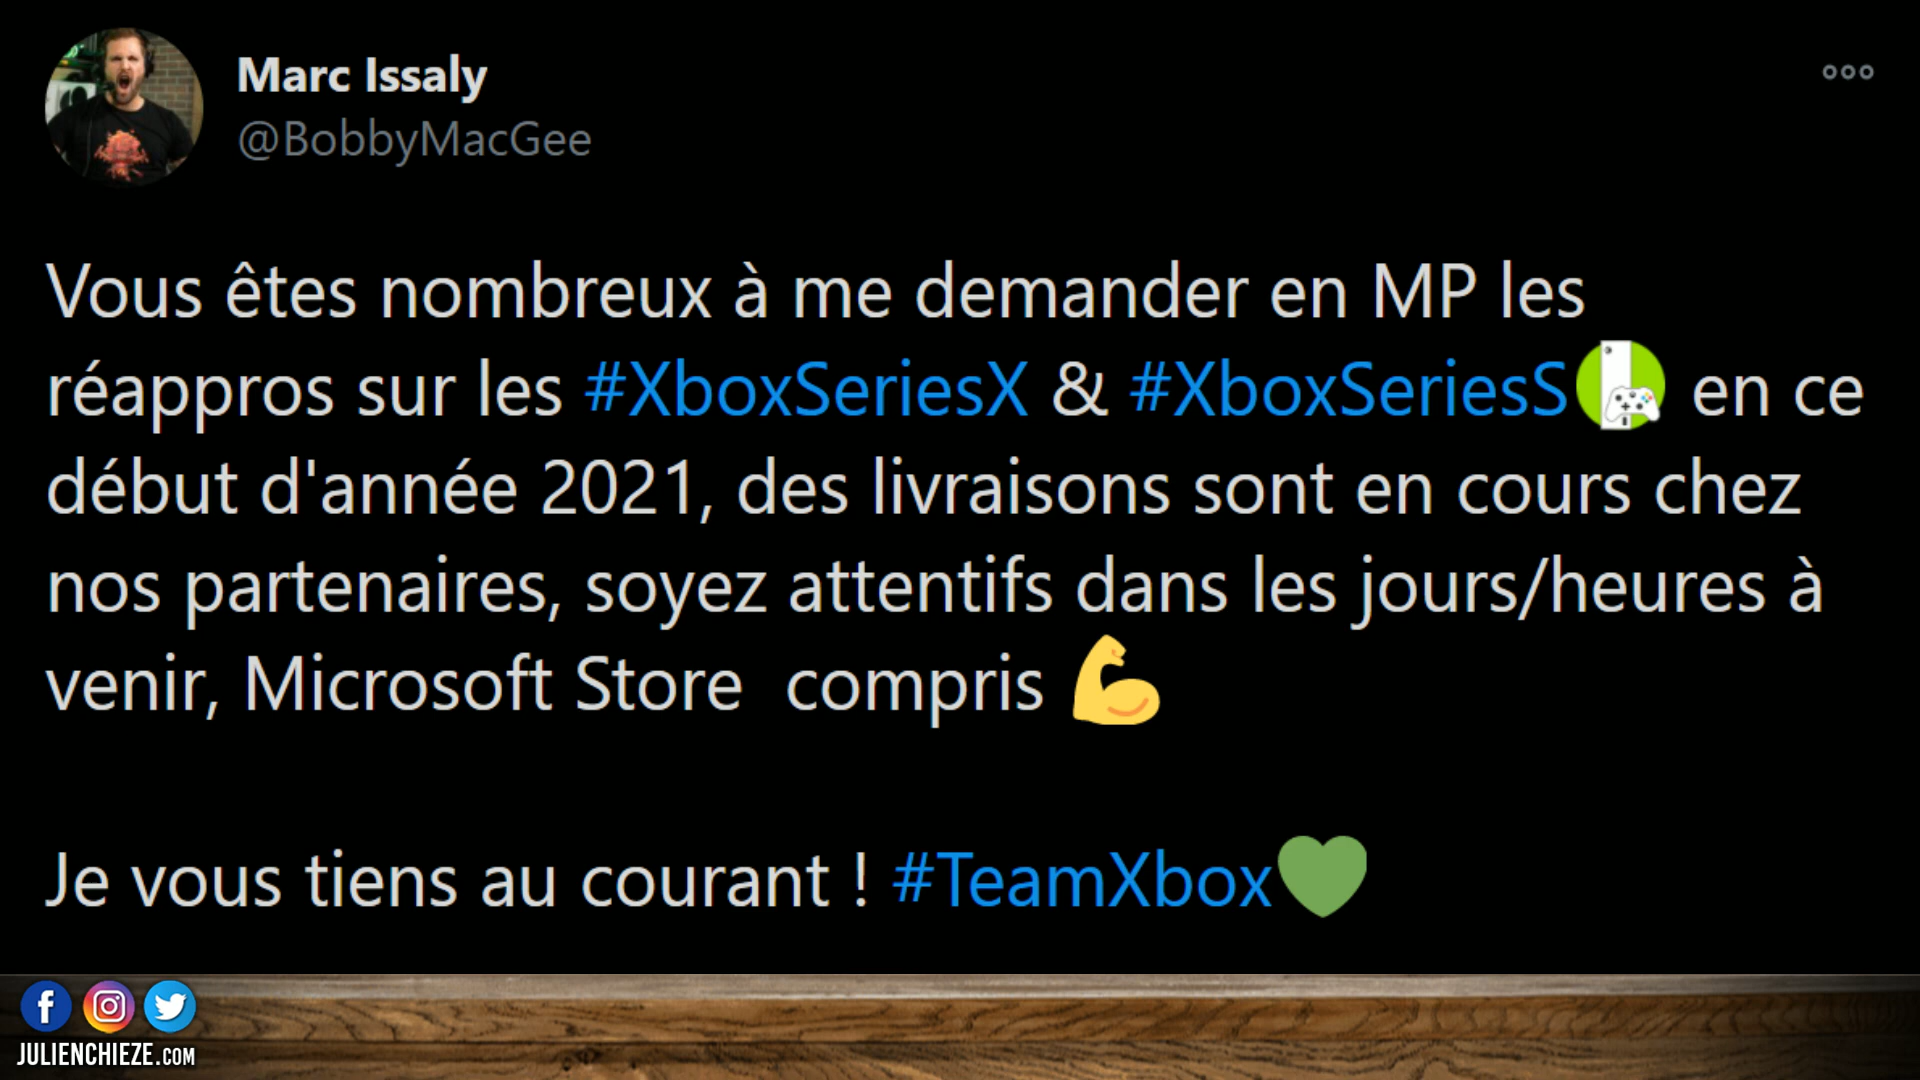 Marc Issaly
@BobbyMacGee
Vous êtes nombreux à me demander en MP les
réappros sur les #XboxSeriesX & #XboxSeriesS en ce
début d'année 2021, des livraisons sont en cours chez
nos partenaires, soyez attentifs dans les jours/heures à
venir, Microsoft Store  compris 💪
Je vous tiens au courant ! #TeamXbox💚
JULIENCHIEZE.COM